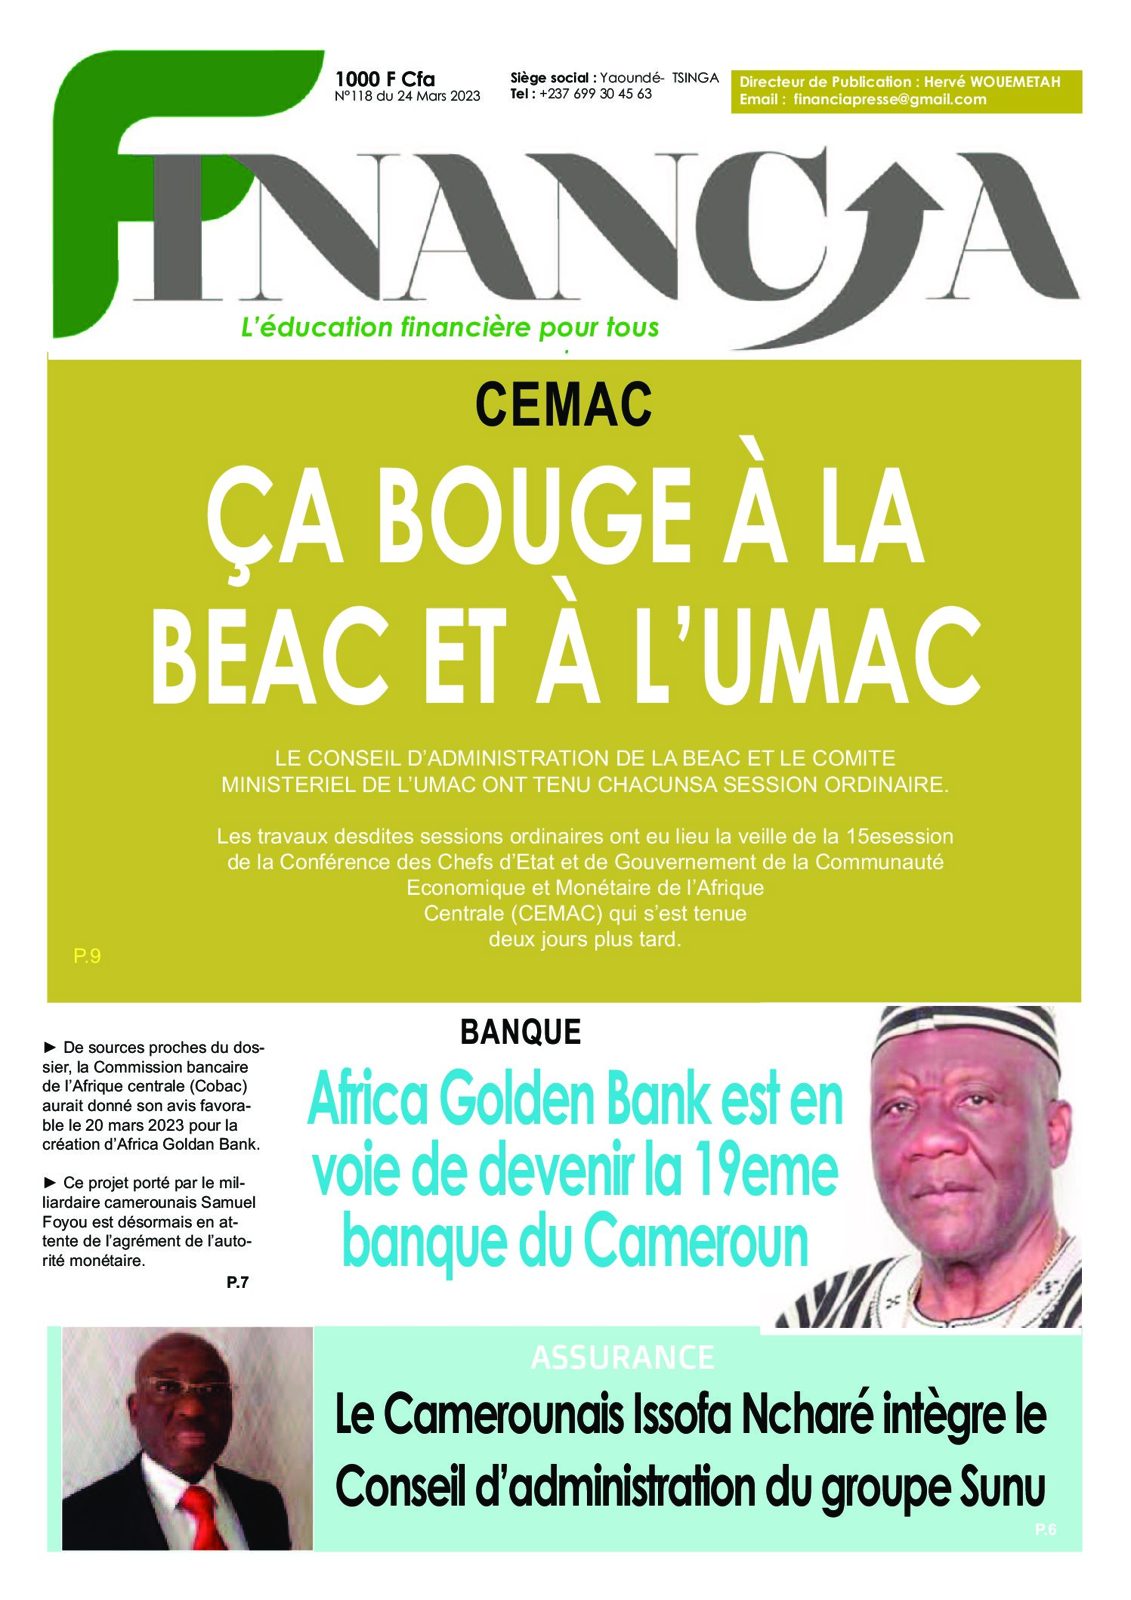 1000 F Cfa
N°118 du 24 Mars 2023
Siège social : Yaoundé- TSINGA
Tel : +237 699 30 45 63
Directeur de Publication : Hervé WOUEMETAH
Email : financiapresse@gmail.com
FINANCIA
L'éducation financière pour tous
CEMAC
ÇA BOUGE À LA
BEAC ET À L'UMAC
LE CONSEIL D'ADMINISTRATION DE LA BEAC ET LE COMITE
MINISTERIEL DE L'UMAC ONT TENU CHACUNSA SESSION ORDINAIRE.
Les travaux desdites sessions ordinaires ont eu lieu la veille de la 15esession
de la Conférence des Chefs d'Etat et de Gouvernement de la Communauté
Economique et Monétaire de l'Afrique
Centrale (CEMAC) qui s'est tenue
deux jours plus tard.
P.9
► De sources proches du dos-
sier, la Commission bancaire
de l'Afrique centrale (Cobac)
aurait donné son avis favora-
ble le 20 mars 2023 pour la
création d'Africa Goldan Bank.
► Ce projet porté par le mil-
liardaire camerounais Samuel
Foyou est désormais en at-
tente de l'agrément de l'auto-
rité monétaire.
P.7
BANQUE
Africa Golden Bank est en
voie de devenir la 19eme
banque du Cameroun
ASSURANCE
Le Camerounais Issofa Ncharé intègre le
Conseil d'administration du groupe Sunu
P.6